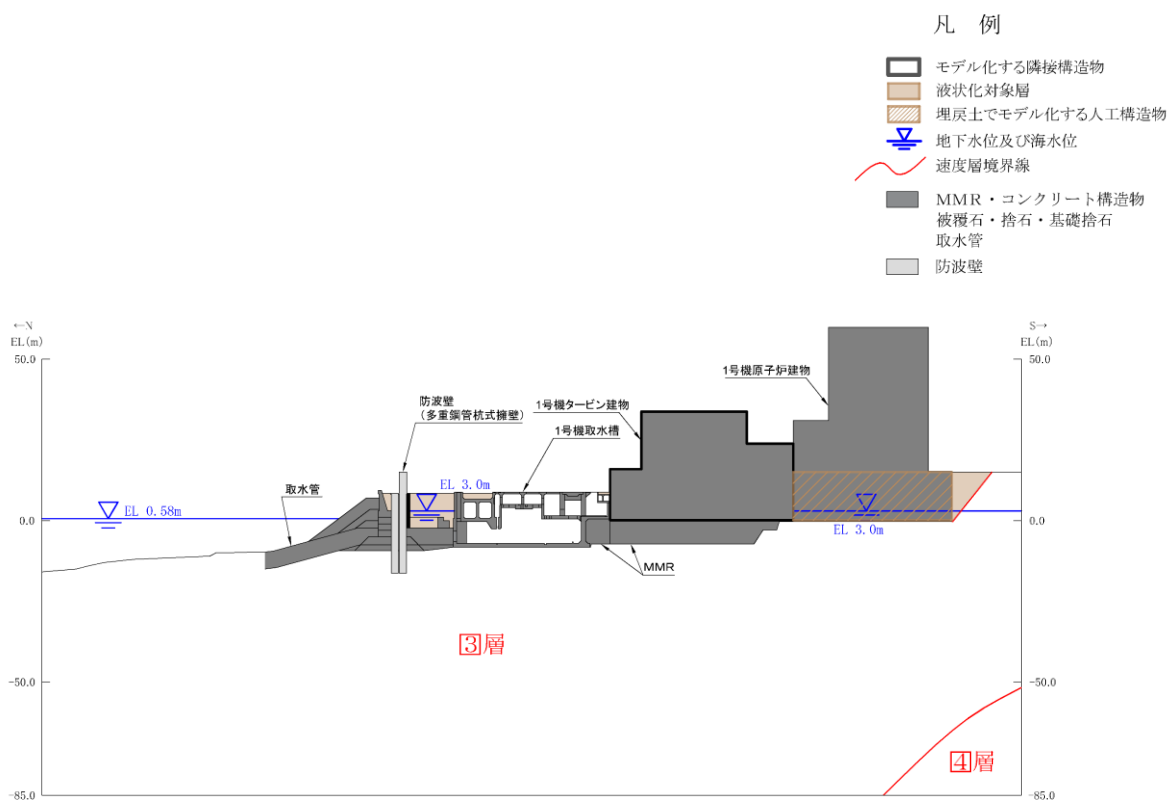 凡 例
モデル化する隣接構造物
液状化対象層
埋戻土でモデル化する人工構造物
地下水位及び海水位
速度層境界線
MMR・コンクリート構造物
被覆石・捨石・基礎捨石
取水管
防波壁
←N
EL(m)
S→
EL(m)
50.0
50.0
1号機原子炉建物
防波壁
(多重鋼管杭式擁壁)
1号機タービン建物
1号機取水槽
取水管
EL 3.0m
EL 0.58m
0.0
0.0
EL 3.0m
MMR
3層
-50.0
-50.0
4層
-85.0
-85.0